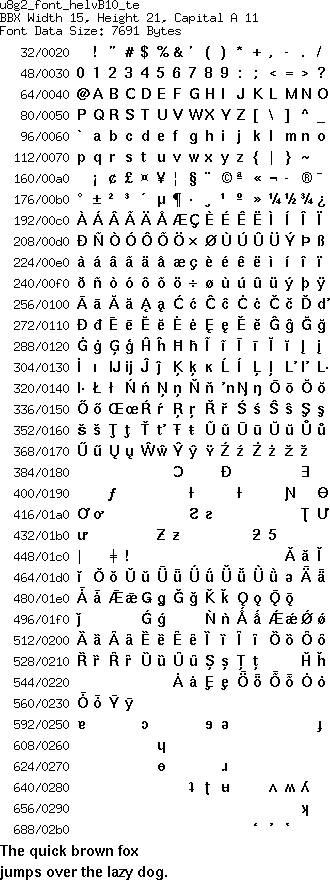 u8g2_font_helvB10_te
BBX Width 15, Height 21, Capital A 11
Font Data Size: 7691 Bytes
32/0020 ! " # $ % & ' ( ) * + , - . /
48/0030 0 1 2 3 4 5 6 7 8 9 : ; < = > ?
64/0040 @ A B C D E F G H I J K L M N O
80/0050 P Q R S T U V W X Y Z [ \ ] ^ _
96/0060 ` a b c d e f g h i j k l m n o
112/0070 p q r s t u v w x y z { | } ~
160/00a0 ¡ ¢ £ ¤ ¥ ¦ § ¨ © ª « ¬ - ® ¯
176/00b0 ° ± ² ³ ´ µ ¶ · ¸ ¹ º » ¼ ½ ¾ ¿
192/00c0 À Á Â Ã Ä Å Æ Ç È É Ê Ë Ì Í Î Ï
208/00d0 Ð Ñ Ò Ó Ô Õ Ö × Ø Ù Ú Û Ü Ý Þ ß
224/00e0 à á â ã ä å æ ç è é ê ë ì í î ï
240/00f0 ð ñ ò ó ô õ ö ÷ ø ù ú û ü ý þ ÿ
256/0100 Ā ā Ă ă Ą ą Ć ć Ĉ ĉ Ċ ċ Č č Ď ď
272/0110 Đ đ Ē ē Ĕ ĕ Ė ė Ę ę Ě ě Ĝ ĝ Ğ ğ
288/0120 Ġ ġ Ģ ģ Ĥ ĥ Ħ ħ Ĩ ĩ Ī ī Ĭ ĭ Į į
304/0130 İ ı Ĳ ĳ Ĵ ĵ Ķ ķ ĸ Ĺ ĺ Ļ ļ Ľ ľ Ŀ
320/0140 ŀ Ł ł Ń ń Ņ ņ Ň ň ŉ Ŋ ŋ Ō ō Ŏ ŏ
336/0150 Ő ő Œ œ Ŕ ŕ Ŗ ŗ Ř ř Ś ś Ŝ ŝ Ş ş
352/0160 Š š Ţ ţ Ť ť Ŧ ŧ Ũ ũ Ū ū Ŭ ŭ Ů ů
368/0170 Ű ű Ų ų Ŵ ŵ Ŷ ŷ Ÿ Ź ź Ż ż Ž ž
384/0180 Ɔ Ɖ Ǝ
400/0190 ƒ Ɲ Ɵ
416/01a0 Ơ ơ Ƨ ƨ Ʈ Ư
432/01b0 ư Ƶ ƶ
448/01c0 ǀ ǂ ǃ Ǎ ǎ Ǐ
464/01d0 ǐ Ǒ ǒ Ǔ ǔ Ǖ ǖ Ǘ ǘ Ǚ ǚ Ǜ ǜ ǝ Ǟ ǟ
480/01e0 Ǡ ǡ Ǣ ǣ Ǥ ǥ Ǧ ǧ Ǩ ǩ Ǫ ǫ Ǭ ǭ
496/01f0 ǰ Ǵ ǵ Ǹ ǹ Ǻ ǻ Ǽ ǽ Ǿ ǿ
512/0200 Ȁ ȁ Ȃ ȃ Ȅ ȅ Ȇ ȇ Ȉ ȉ Ȋ ȋ Ȍ ȍ Ȏ ȏ
528/0210 Ȑ ȑ Ȓ ȓ Ȕ ȕ Ȗ ȗ Ș ș Ț ț Ȟ ȟ
544/0220 Ȧ ȧ Ȩ ȩ Ȫ ȫ Ȭ ȭ Ȯ ȯ
560/0230 Ȱ ȱ Ȳ ȳ
592/0250 ɐ ɔ ɘ ə ɟ
608/0260 ɥ
624/0270 ɵ ɹ
640/0280 ʇ ʈ ʌ ʍ ʎ
656/0290 ʞ
688/02b0
The quick brown fox
jumps over the lazy dog.